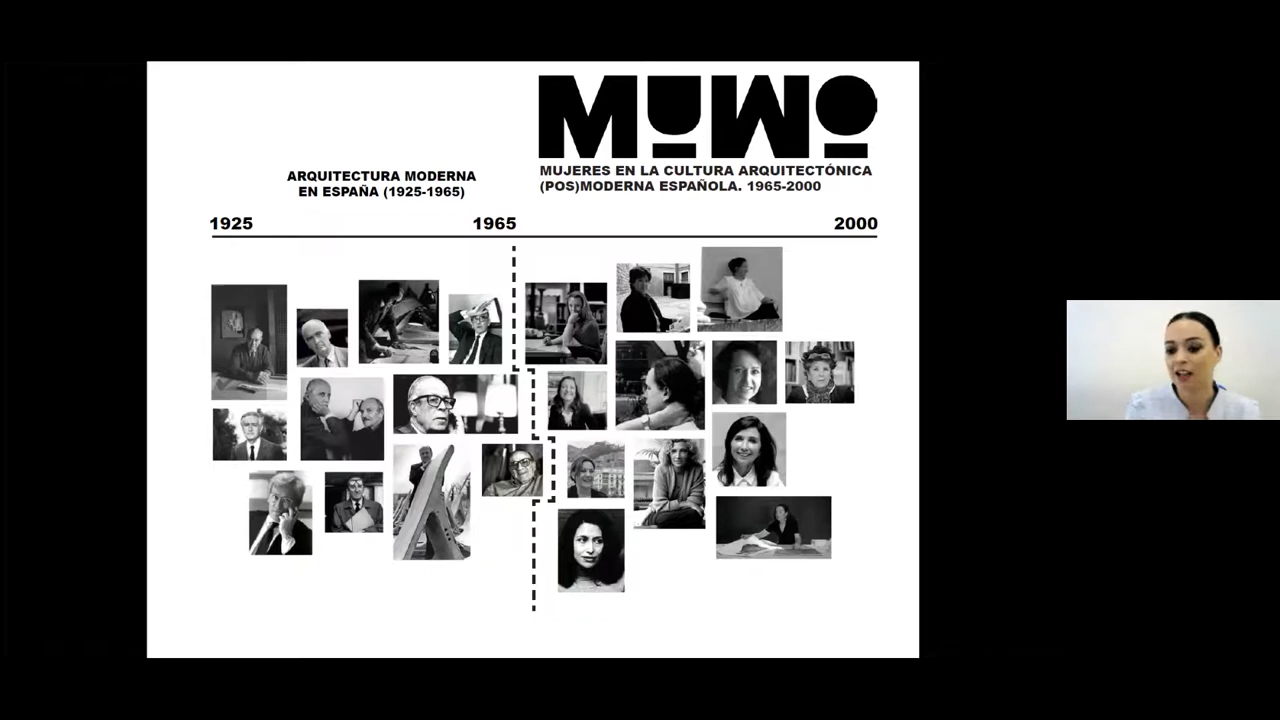 MUWO
MUJERES EN LA CULTURA ARQUITECTÓNICA
(POS)MODERNA ESPAÑOLA. 1965-2000
ARQUITECTURA MODERNA
EN ESPAÑA (1925-1965)
1925 1965 2000